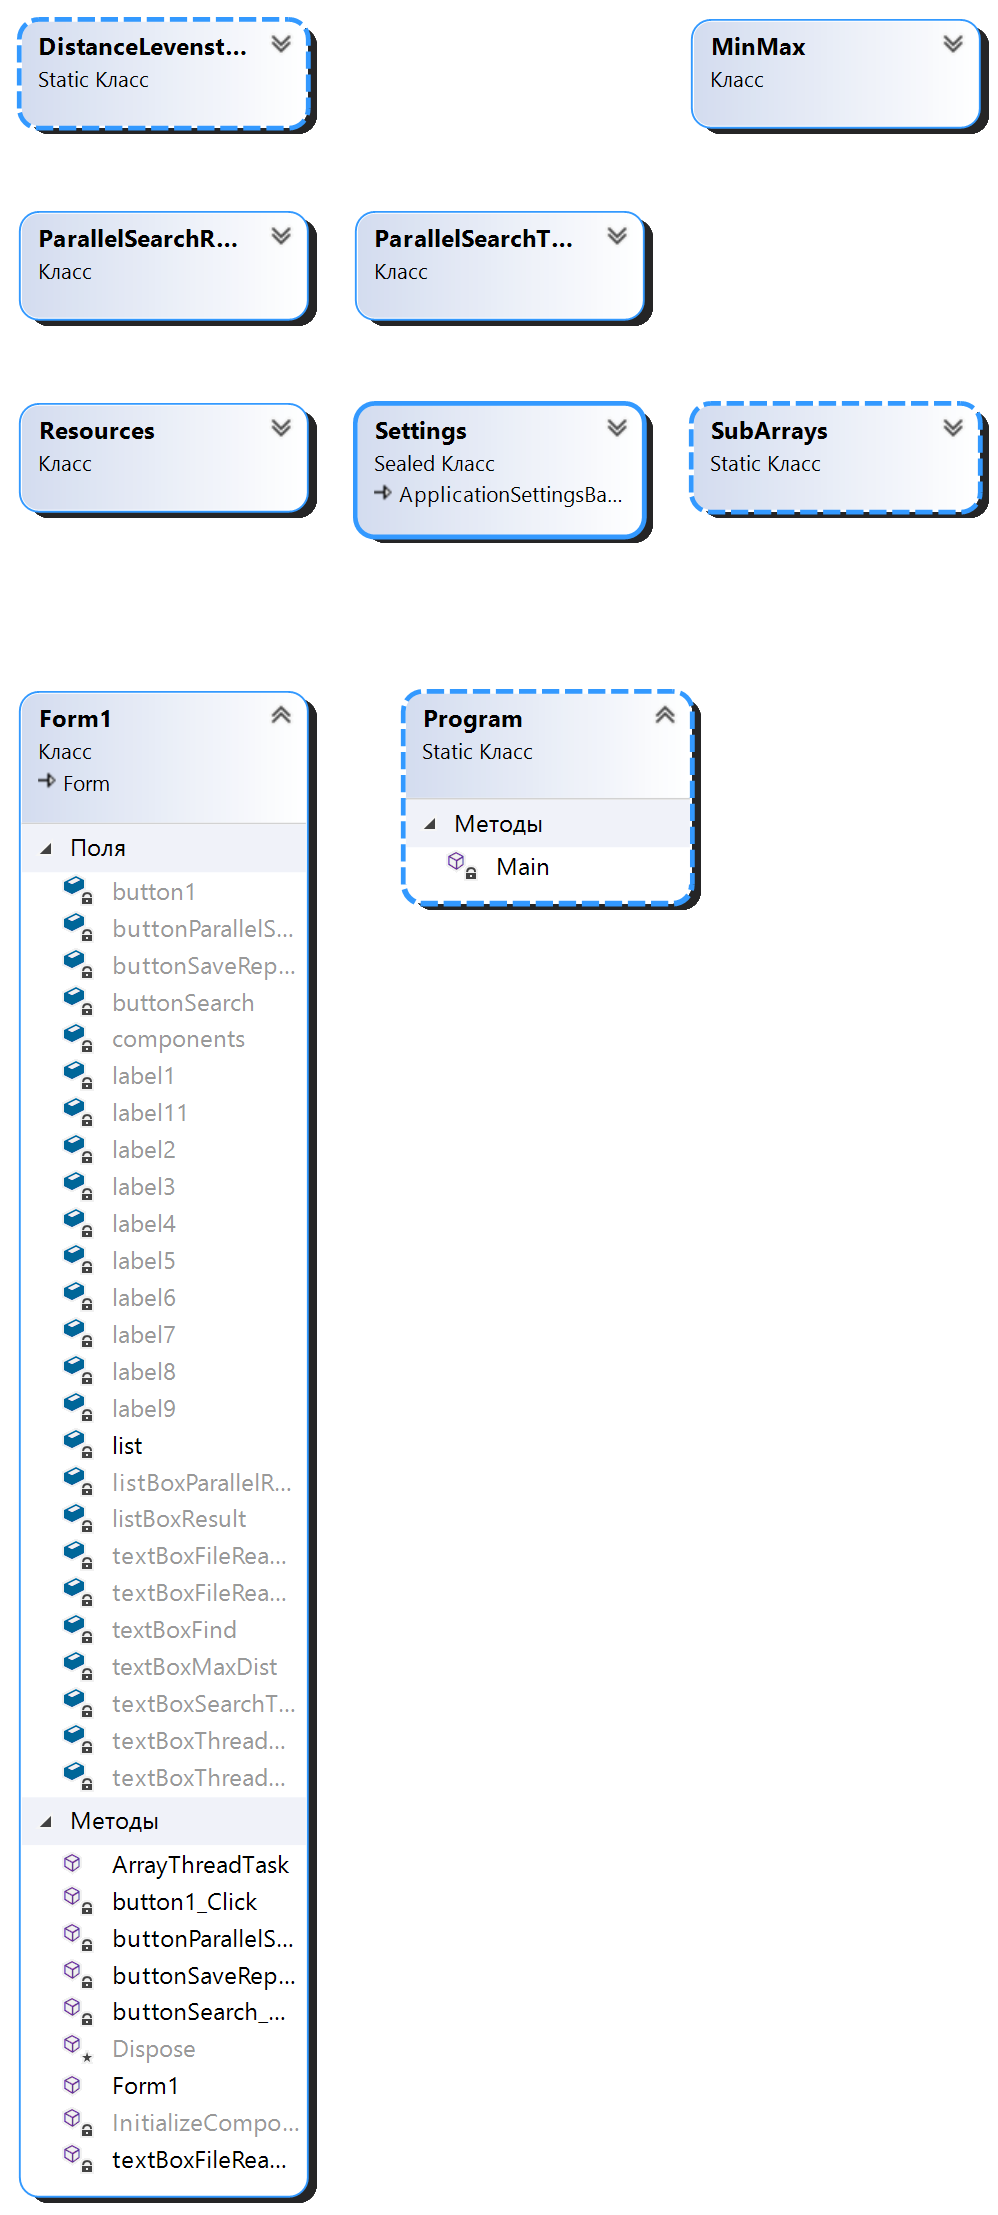 DistanceLevenst...
Static Класс
MinMax
Класс
ParallelSearchR...
Класс
ParallelSearchT...
Класс
Resources
Класс
Settings
Sealed Класс
ApplicationSettingsBa...
SubArrays
Static Класс
Form1
Класс
Form
Поля
button1
buttonParallelS...
buttonSaveRep...
buttonSearch
components
label1
label11
label2
label3
label4
label5
label6
label7
label8
label9
list
listBoxParallelR...
listBoxResult
textBoxFileRea...
textBoxFileRea...
textBoxFind
textBoxMaxDist
textBoxSearchT...
textBoxThread...
textBoxThread...
Методы
ArrayThreadTask
button1_Click
buttonParallelS...
buttonSaveRep...
buttonSearch_...
Dispose
Form1
InitializeCompo...
textBoxFileRea...
Program
Static Класс
Методы
Main